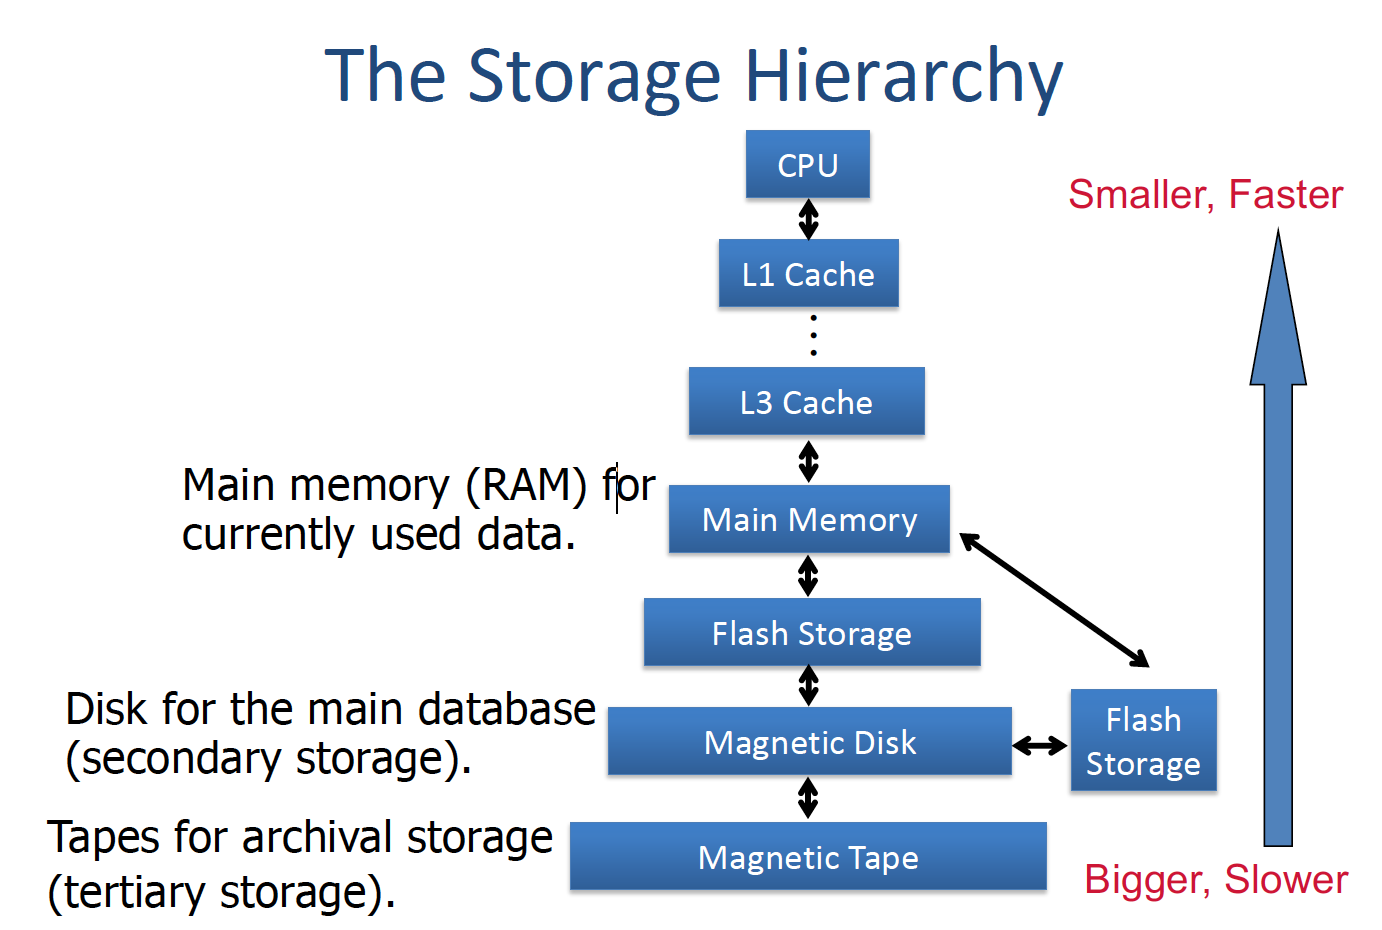 The Storage Hierarchy
CPU
Smaller, Faster
L1 Cache
L3 Cache
Main memory (RAM) for
currently used data.
Main Memory
Flash Storage
Disk for the main database
(secondary storage).
Magnetic Disk
Flash
Storage
Tapes for archival storage
(tertiary storage).
Magnetic Tape
Bigger, Slower